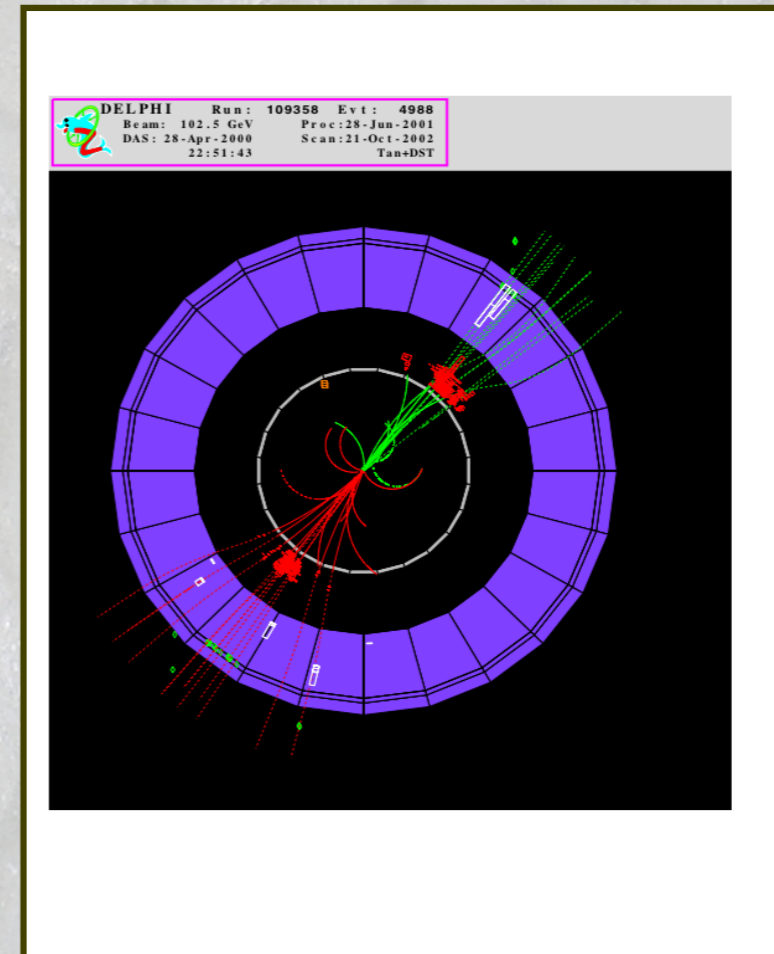 DELPHI Run: 109358 Evt: 4988
Beam: 102.5 GeV Proc:28-Jun-2001
DAS: 28-Apr-2000 Scan:21-Oct-2002
22:51:43 Tan+DST